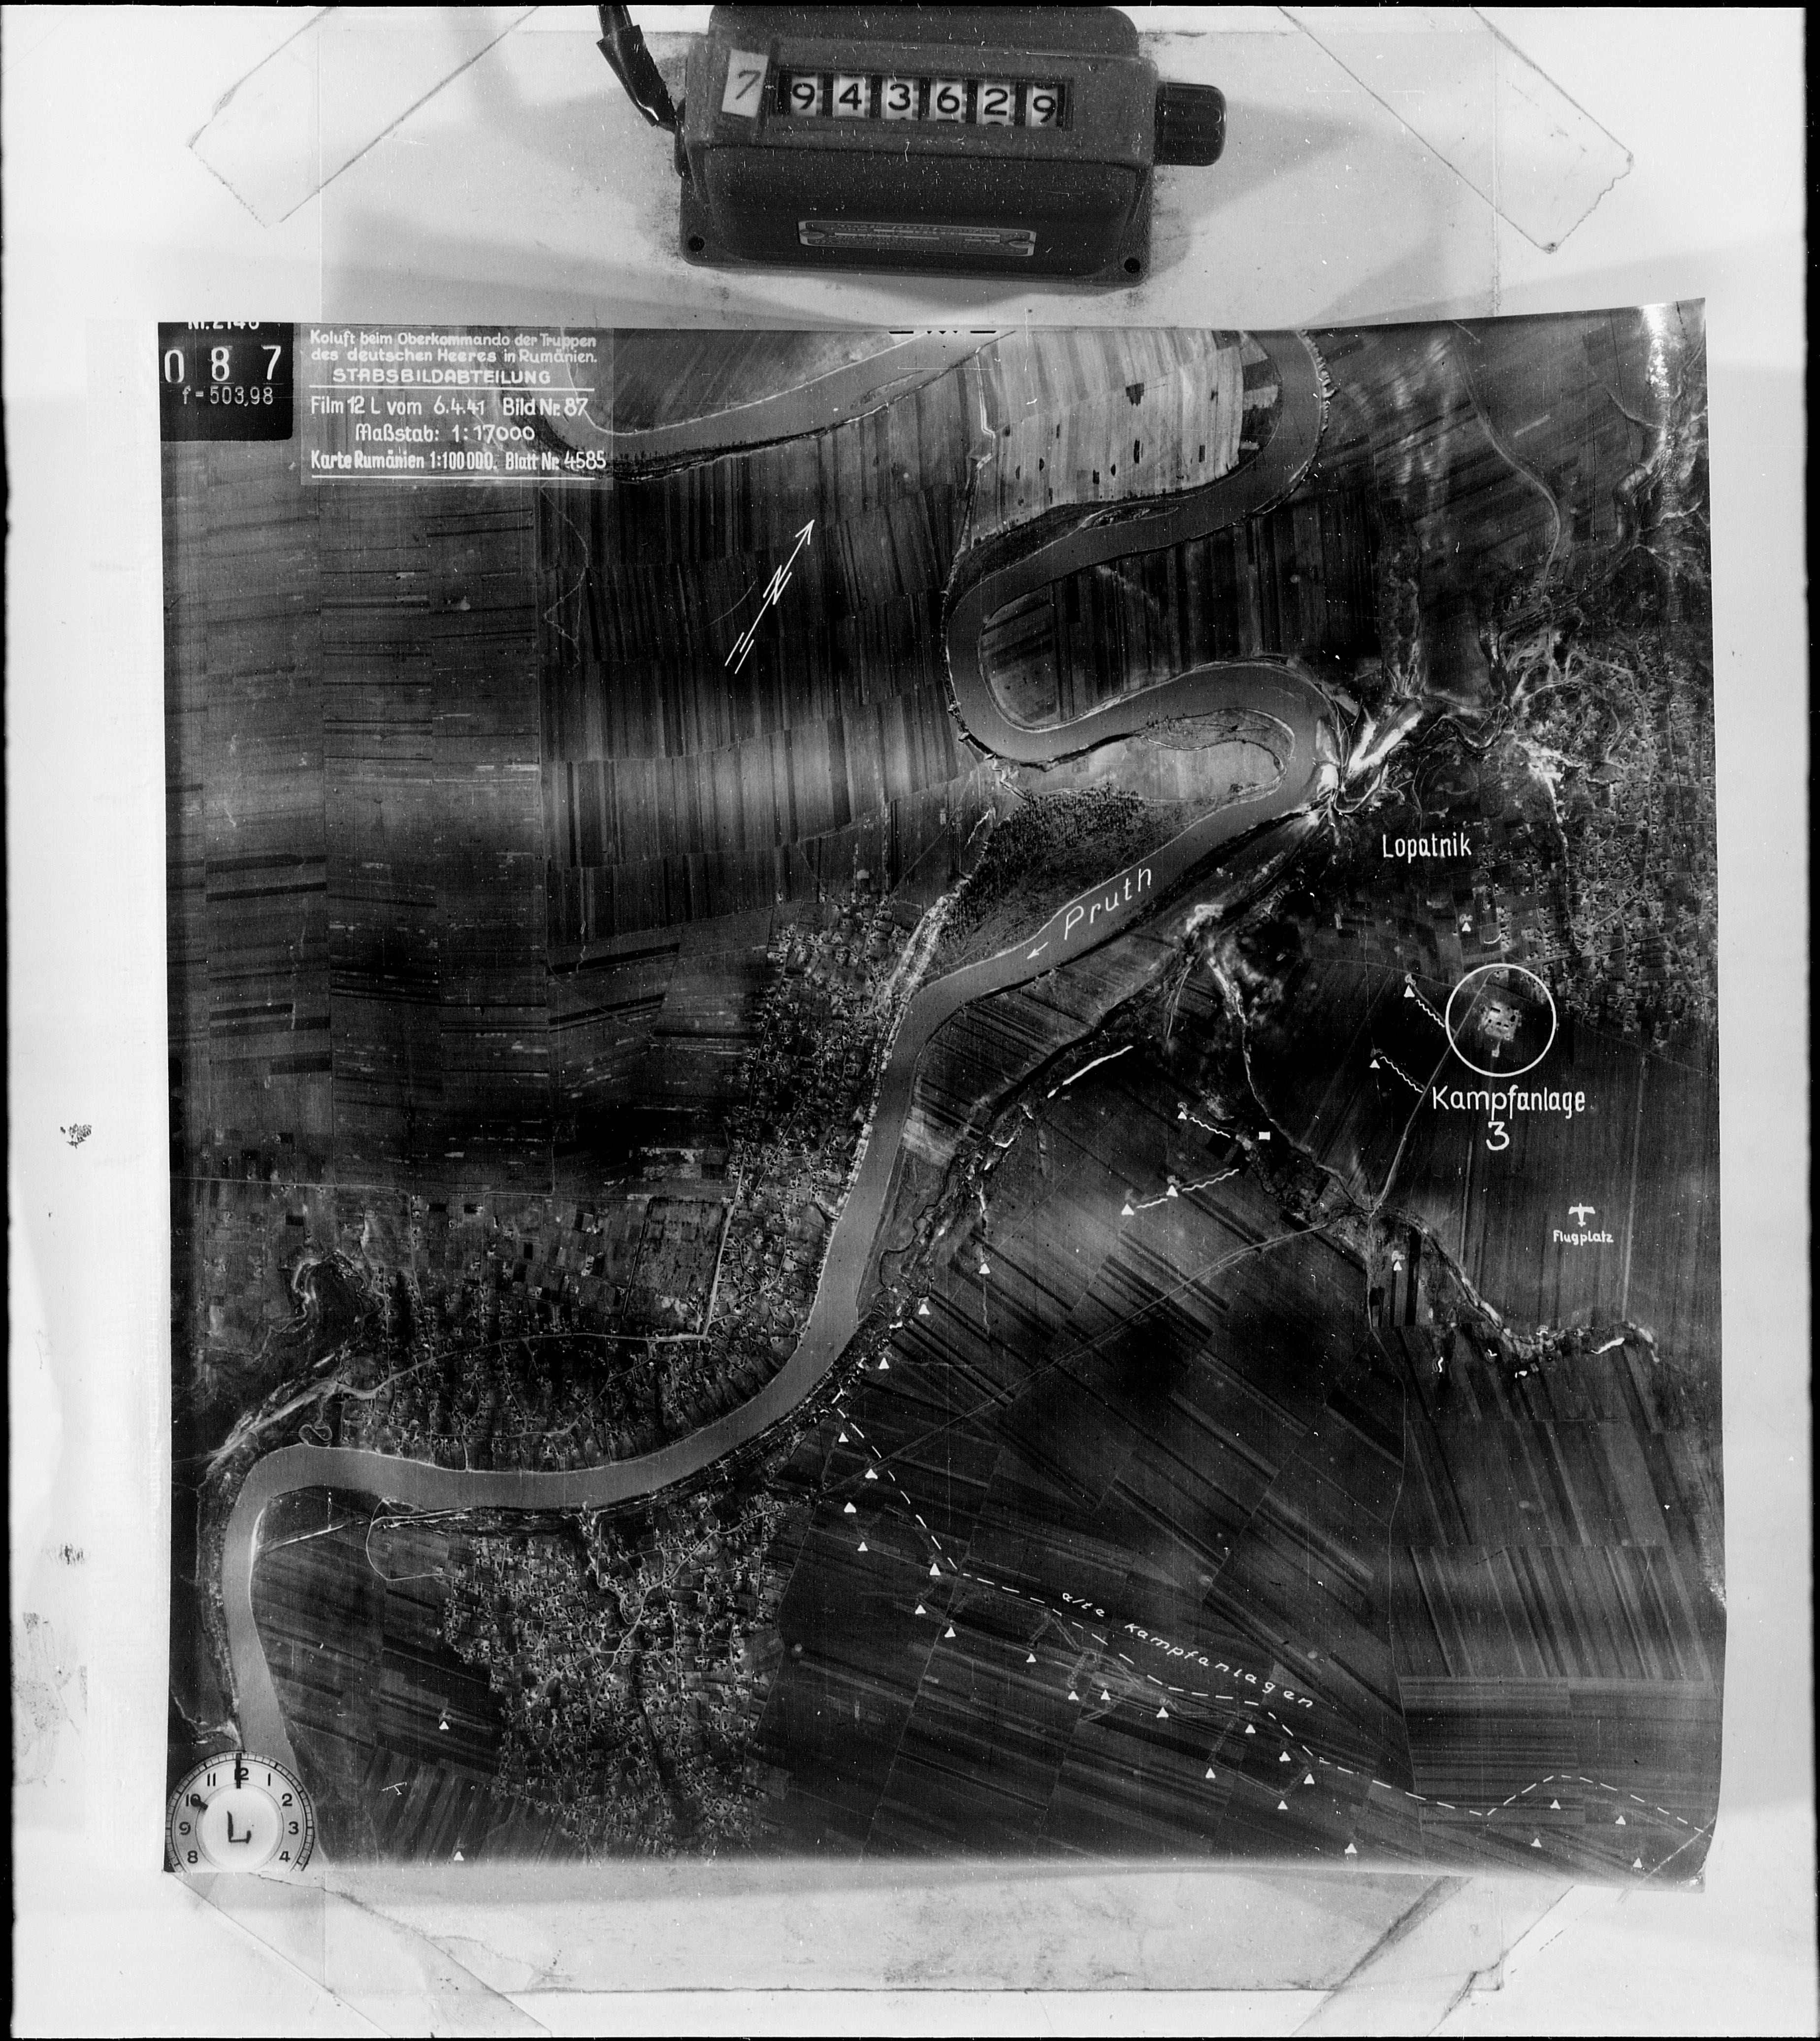 7 943629
Nr. 2148
087
f=503,98
Koluft beim Oberkommando der Truppen
des deutschen Heeres in Rumänien.
STABSBILDABTEILUNG
Film 12 L vom 6.4.41 Bild Nr. 87
Maßstab: 1:17000
Karte Rumänien 1:100000. Blatt Nr. 4585
N
Lopatnik
← Pruth
Kampfanlage
3
Flugplatz
alte Kampfanlagen
11 12 1
10 2
9 L 3
8 4